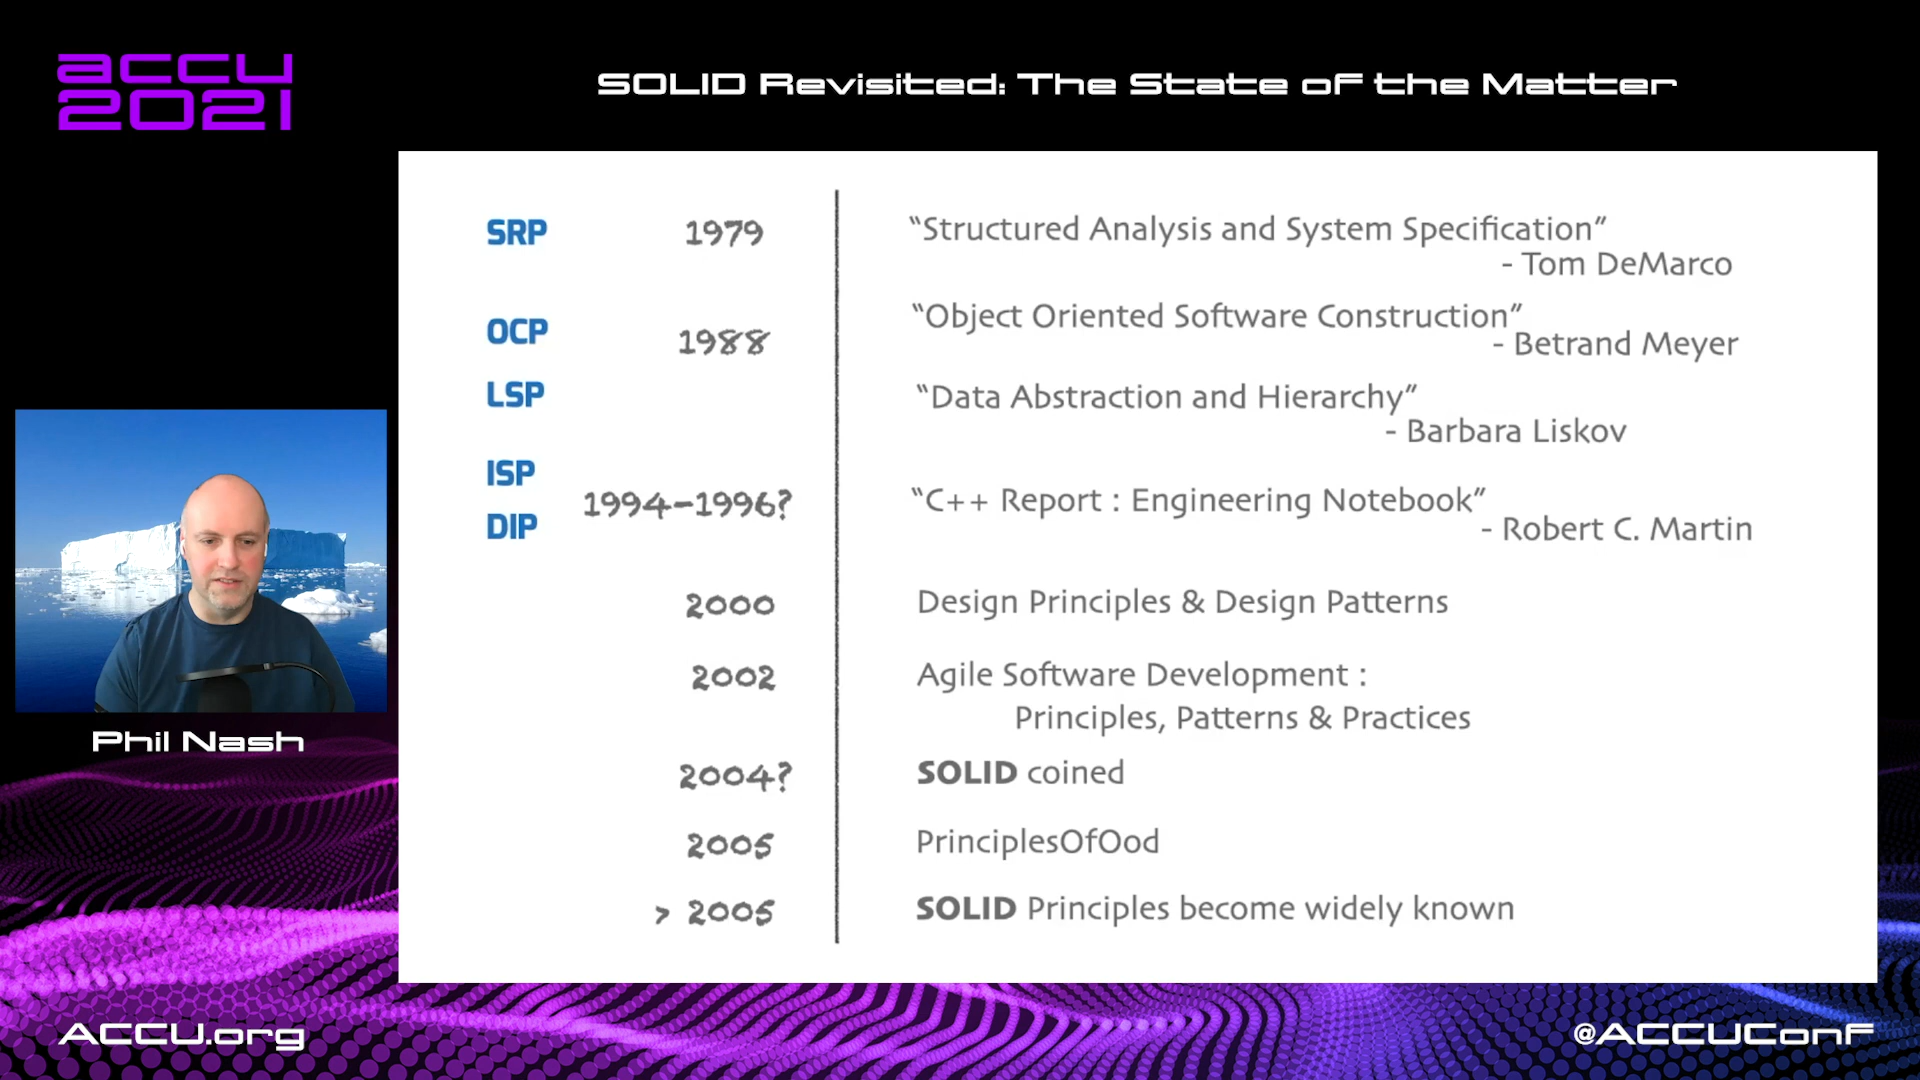 accu
2021
SOLID Revisited: The State of the Matter
SRP 1979 “Structured Analysis and System Specification”
- Tom DeMarco
OCP 1988 “Object Oriented Software Construction”
- Betrand Meyer
LSP “Data Abstraction and Hierarchy”
- Barbara Liskov
ISP
DIP 1994-1996? “C++ Report : Engineering Notebook”
- Robert C. Martin
2000 Design Principles & Design Patterns
2002 Agile Software Development :
Principles, Patterns & Practices
2004? SOLID coined
2005 PrinciplesOfOod
> 2005 SOLID Principles become widely known
Phil Nash
ACCU.org
@ACCUConf